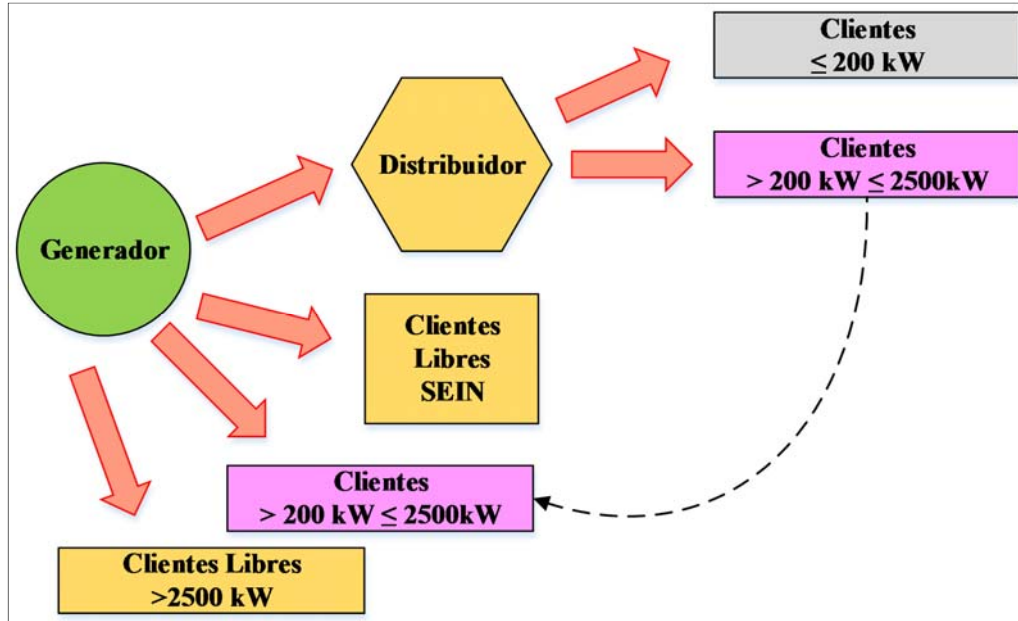 Clientes
≤ 200 kW
Distribuidor
Clientes
> 200 kW ≤ 2500kW
Generador
Clientes
Libres
SEIN
Clientes
> 200 kW ≤ 2500kW
Clientes Libres
>2500 kW